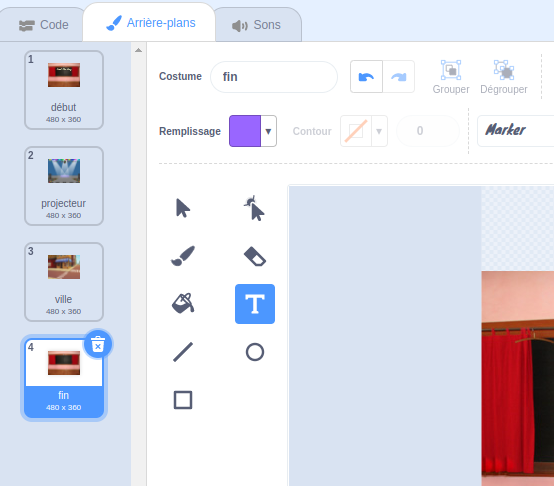 Code
Arrière-plans
Sons
1
début
480 x 360
2
projecteur
480 x 360
3
ville
480 x 360
4
fin
480 x 360
Costume
fin
Grouper
Dégrouper
Remplissage
Contour
0
Marker
T